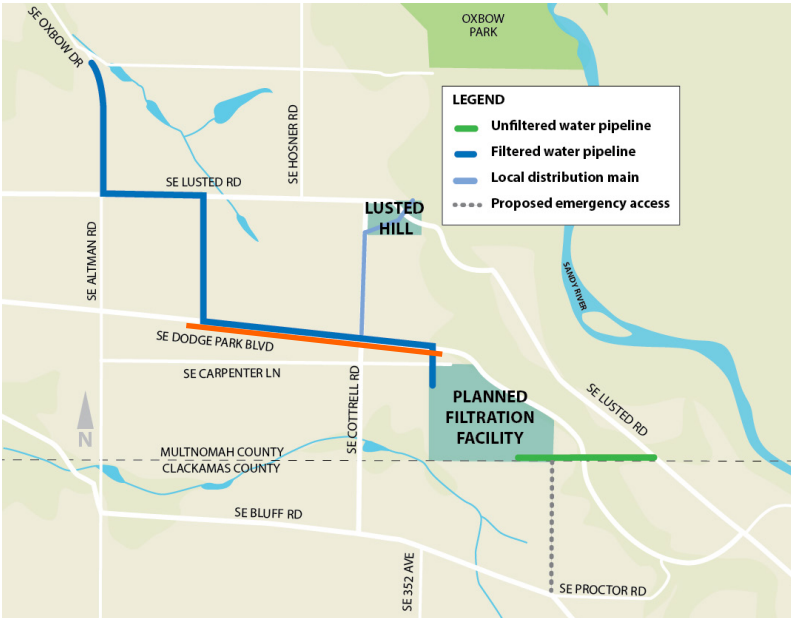 SE OXBOW DR
OXBOW
PARK
LEGEND
Unfiltered water pipeline
Filtered water pipeline
Local distribution main
Proposed emergency access
SE HOSNER RD
SE LUSTED RD
LUSTED
HILL
SE ALTMAN RD
SANDY RIVER
SE DODGE PARK BLVD
SE CARPENTER LN
SE COTTRELL RD
PLANNED
FILTRATION
FACILITY
SE LUSTED RD
N
MULTNOMAH COUNTY
CLACKAMAS COUNTY
SE BLUFF RD
SE 352 AVE
SE PROCTOR RD